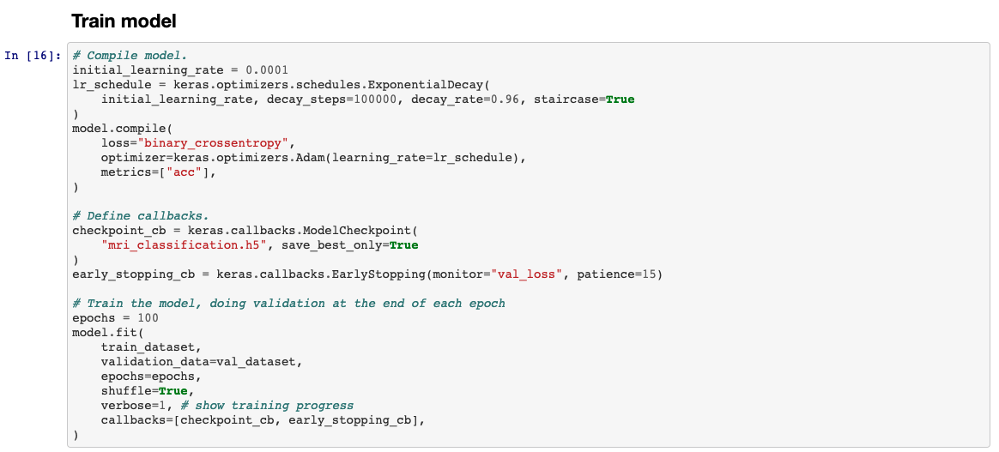 Train model
In [16]:
# Compile model.
initial_learning_rate = 0.0001
lr_schedule = keras.optimizers.schedules.ExponentialDecay(
    initial_learning_rate, decay_steps=100000, decay_rate=0.96, staircase=True
)
model.compile(
    loss="binary_crossentropy",
    optimizer=keras.optimizers.Adam(learning_rate=lr_schedule),
    metrics=["acc"],
)

# Define callbacks.
checkpoint_cb = keras.callbacks.ModelCheckpoint(
    "mri_classification.h5", save_best_only=True
)
early_stopping_cb = keras.callbacks.EarlyStopping(monitor="val_loss", patience=15)

# Train the model, doing validation at the end of each epoch
epochs = 100
model.fit(
    train_dataset,
    validation_data=val_dataset,
    epochs=epochs,
    shuffle=True,
    verbose=1, # show training progress
    callbacks=[checkpoint_cb, early_stopping_cb],
)